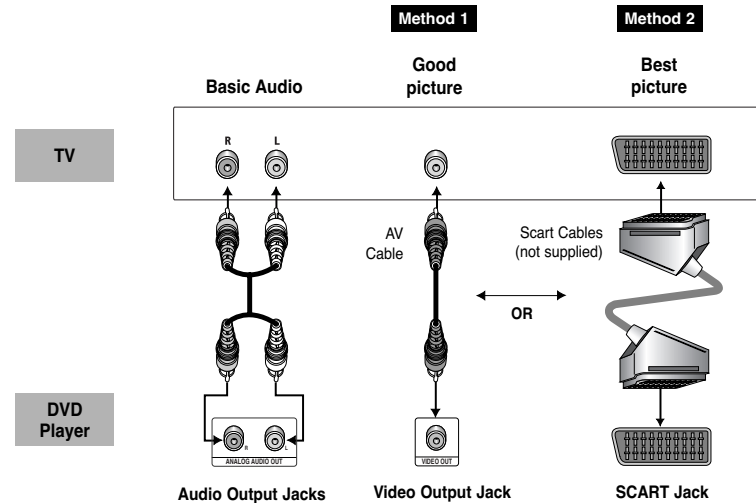 Method 1
Method 2
Good
picture
Best
picture
Basic Audio
TV
R
L
AV
Cable
Scart Cables
(not supplied)
OR
DVD
Player
R
L
ANALOG AUDIO OUT
VIDEO OUT
Audio Output Jacks
Video Output Jack
SCART Jack